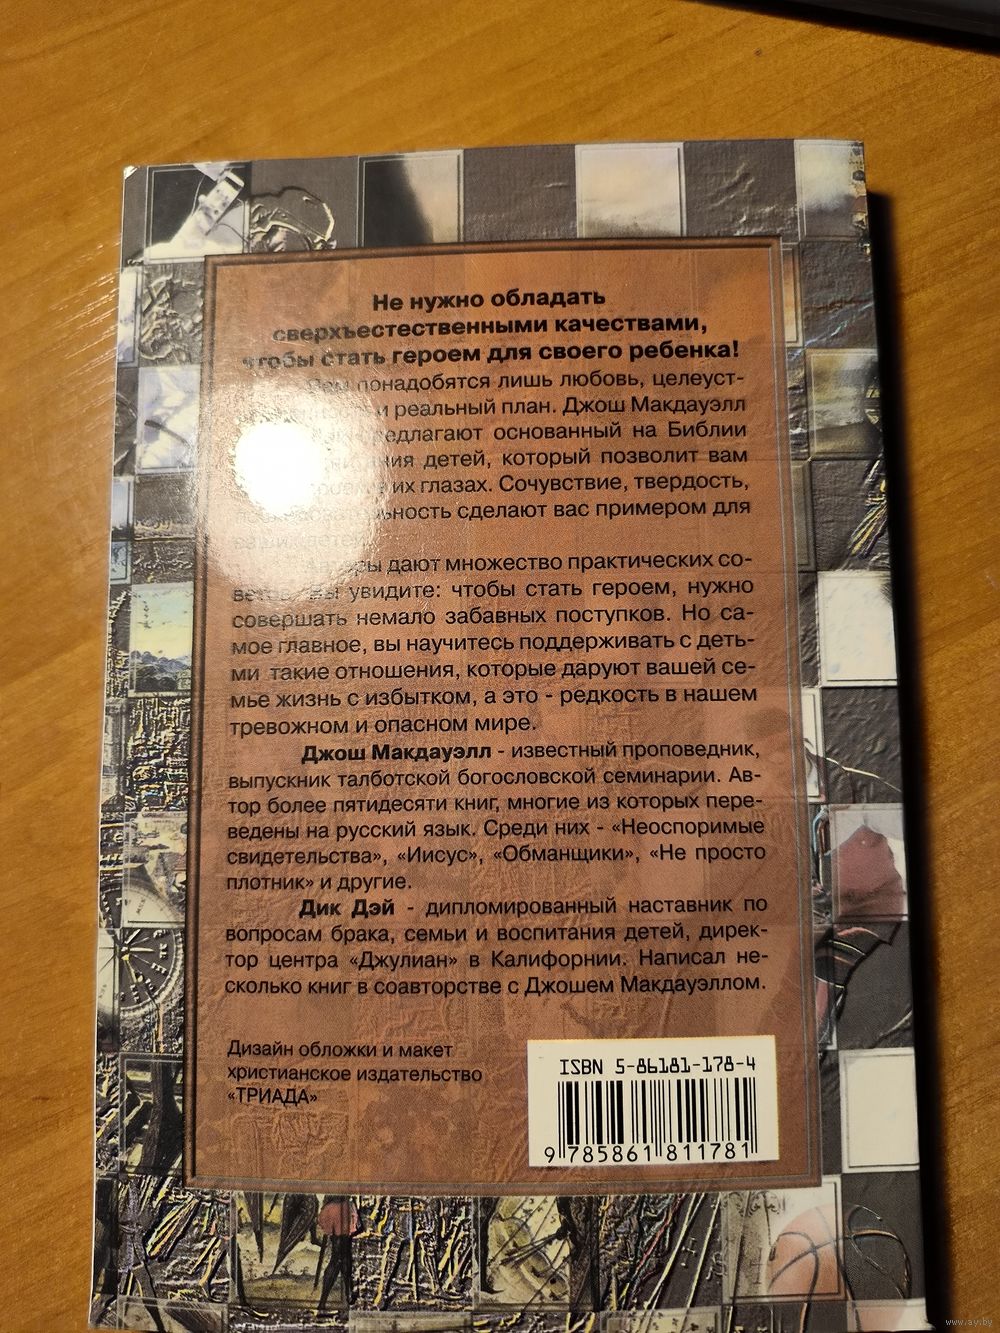 Не нужно обладать
сверхъестественными качествами,
чтобы стать героем для своего ребенка!
Вам понадобятся лишь любовь, целеуст-
и реальный план. Джош Макдауэлл
предлагают основанный на Библии
детей, который позволит вам
их глазах. Сочувствие, твердость,
сделают вас примером для
дают множество практических со-
ветов. Вы увидите: чтобы стать героем, нужно
совершать немало забавных поступков. Но са-
мое главное, вы научитесь поддерживать с деть-
ми такие отношения, которые даруют вашей се-
мье жизнь с избытком, а это - редкость в нашем
тревожном и опасном мире.
Джош Макдауэлл - известный проповедник,
выпускник талботской богословской семинарии. Ав-
тор более пятидесяти книг, многие из которых пере-
ведены на русский язык. Среди них - «Неоспоримые
свидетельства», «Иисус», «Обманщики», «Не просто
плотник» и другие.
Дик Дэй - дипломированный наставник по
вопросам брака, семьи и воспитания детей, дирек-
тор центра «Джулиан» в Калифорнии. Написал не-
сколько книг в соавторстве с Джошем Макдауэллом.
Дизайн обложки и макет
христианское издательство
«ТРИАДА»
ISBN 5-86181-178-4
9 785861 811781
www.ay.by